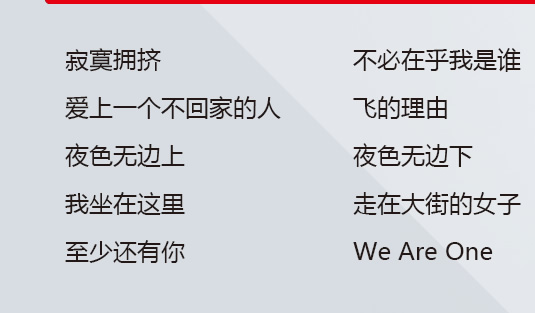 寂寞拥挤
不必在乎我是谁
爱上一个不回家的人
飞的理由
夜色无边上
夜色无边下
我坐在这里
走在大街的女子
至少还有你
We Are One